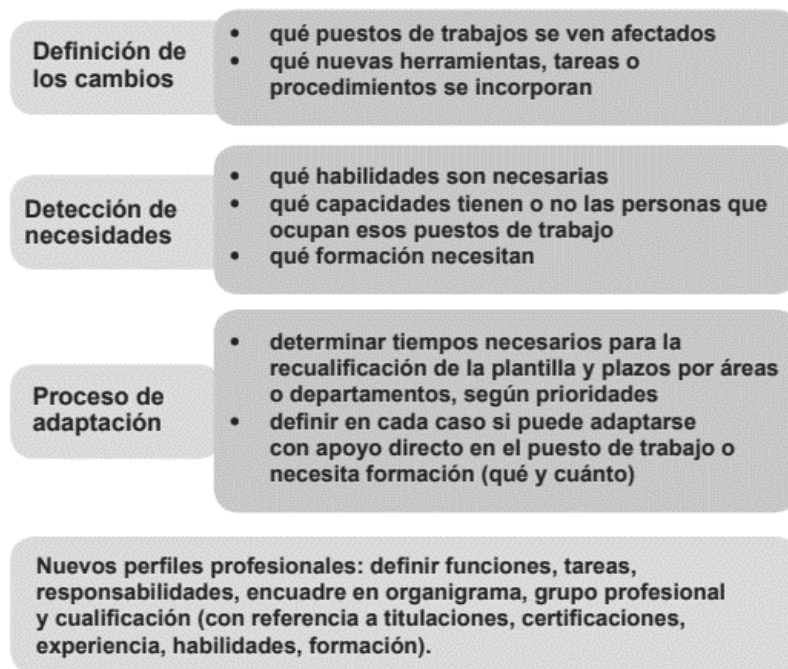 Definición de
los cambios
• qué puestos de trabajos se ven afectados
• qué nuevas herramientas, tareas o
procedimientos se incorporan
Detección de
necesidades
• qué habilidades son necesarias
• qué capacidades tienen o no las personas que
ocupan esos puestos de trabajo
• qué formación necesitan
Proceso de
adaptación
• determinar tiempos necesarios para la
recualificación de la plantilla y plazos por áreas
o departamentos, según prioridades
• definir en cada caso si puede adaptarse
con apoyo directo en el puesto de trabajo o
necesita formación (qué y cuánto)
Nuevos perfiles profesionales: definir funciones, tareas,
responsabilidades, encuadre en organigrama, grupo profesional
y cualificación (con referencia a titulaciones, certificaciones,
experiencia, habilidades, formación).